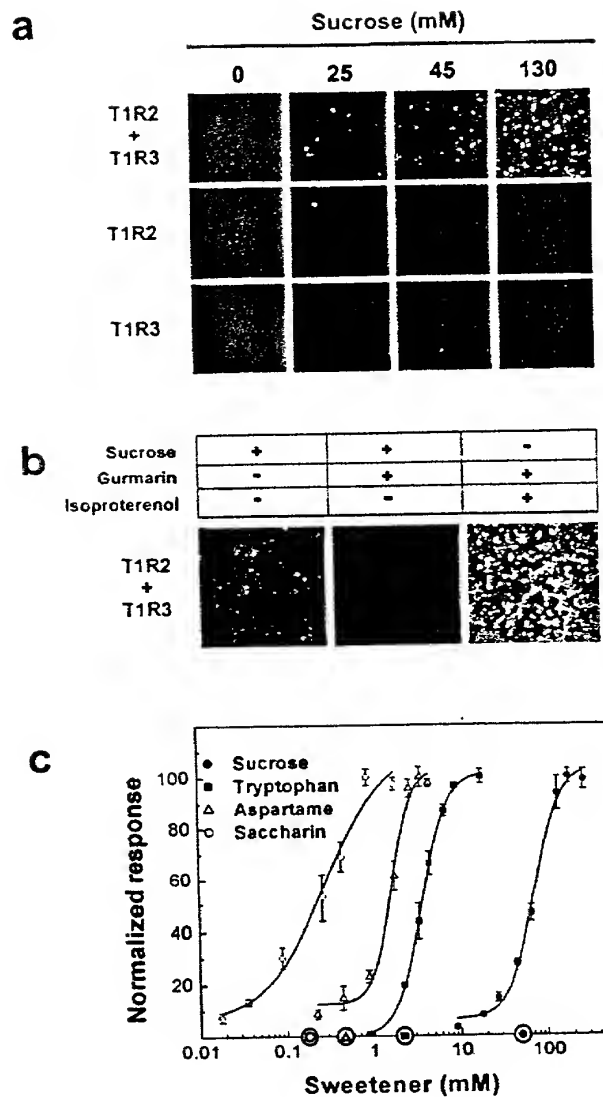 a
Sucrose (mM)
0 25 45 130
T1R2
+
T1R3
T1R2
T1R3
b
Sucrose + + -
Gurmarin - + +
Isoproterenol - - +
T1R2
+
T1R3
c
Normalized response
100
80
60
40
20
Sucrose
Tryptophan
Aspartame
Saccharin
0.01 0.1 1 10 100
Sweetener (mM)